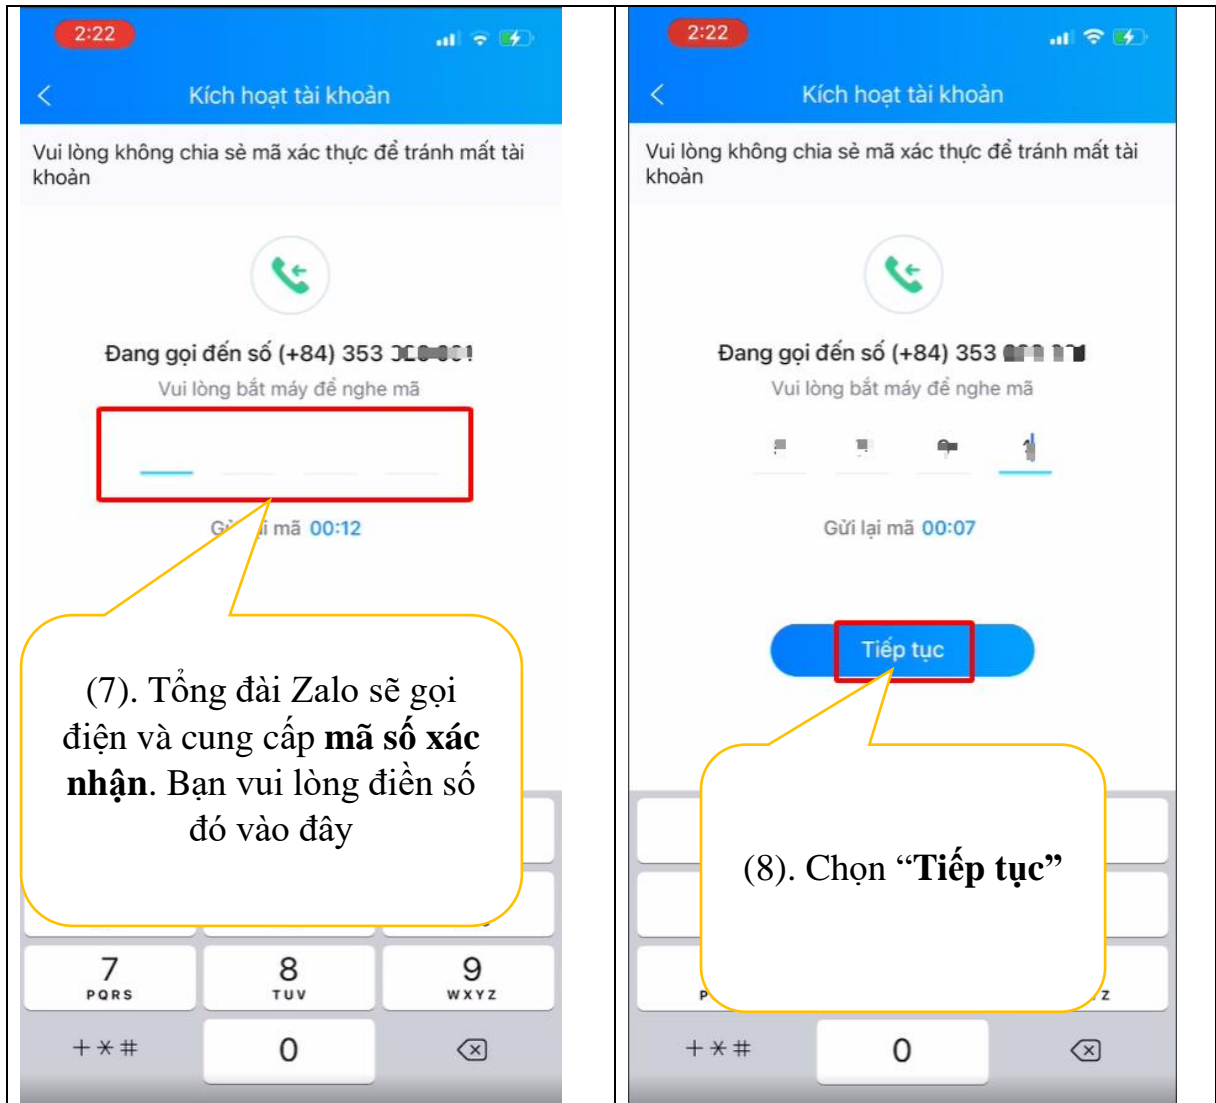 2:22
Kích hoạt tài khoản
Vui lòng không chia sẻ mã xác thực để tránh mất tài
khoản
Đang gọi đến số (+84) 353
Vui lòng bắt máy để nghe mã
mã 00:12
(7). Tổng đài Zalo sẽ gọi
điện và cung cấp mã số xác
nhận. Bạn vui lòng điền số
đó vào đây
7 8 9
PQRS TUV WXYZ
+*# 0
2:22
Kích hoạt tài khoản
Vui lòng không chia sẻ mã xác thực để tránh mất tài
khoản
Đang gọi đến số (+84) 353
Vui lòng bắt máy để nghe mã
Gửi lại mã 00:07
Tiếp tục
(8). Chọn “Tiếp tục”
P Z
+*# 0